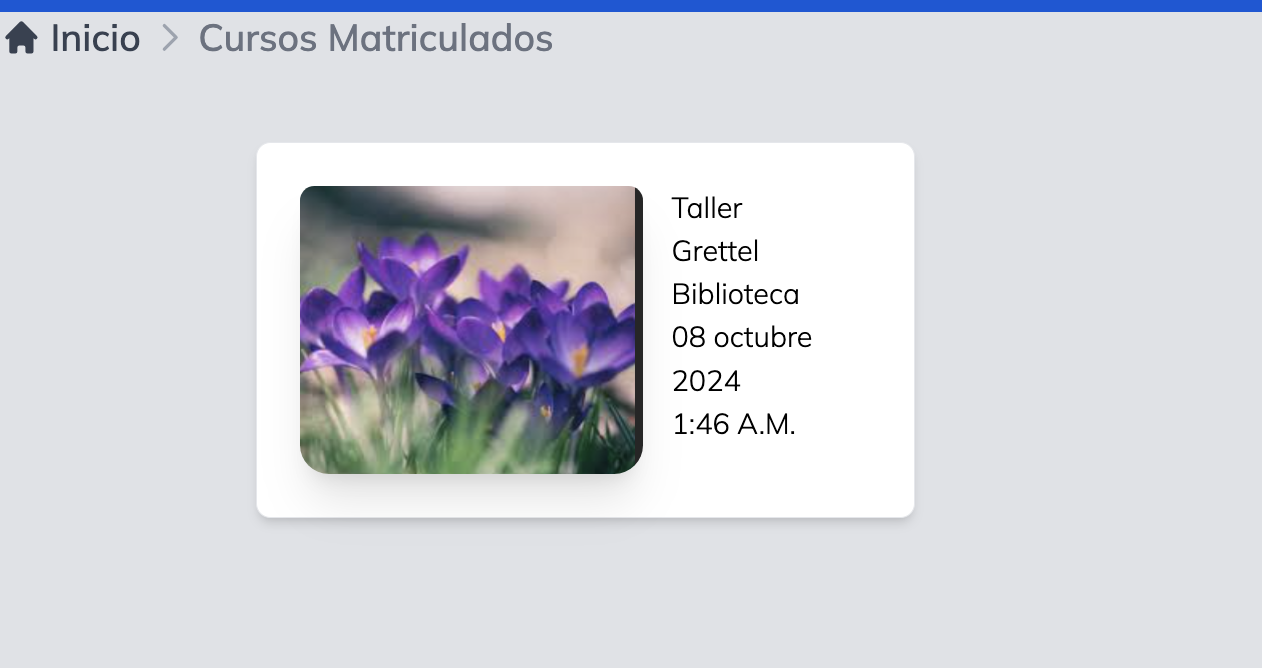 Inicio > Cursos Matriculados
Taller
Grettel
Biblioteca
08 octubre
2024
1:46 A.M.